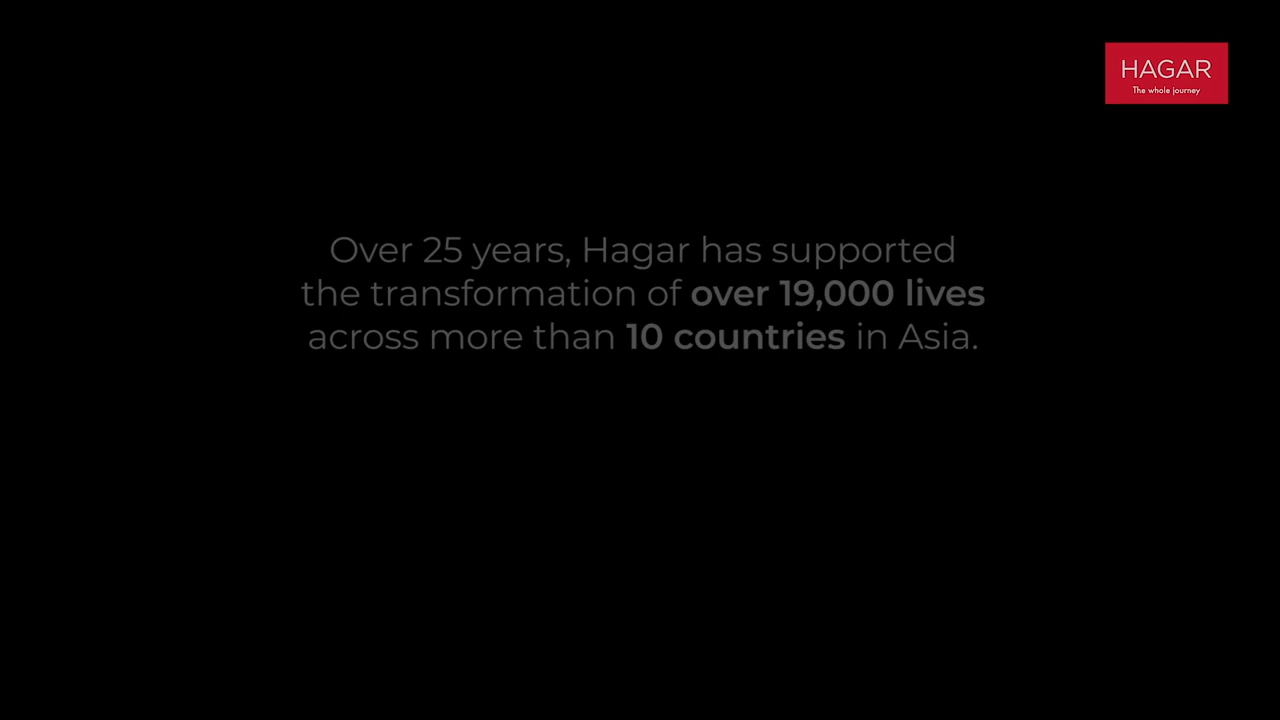 HAGAR
The whole journey
Over 25 years, Hagar has supported
the transformation of over 19,000 lives
across more than 10 countries in Asia.